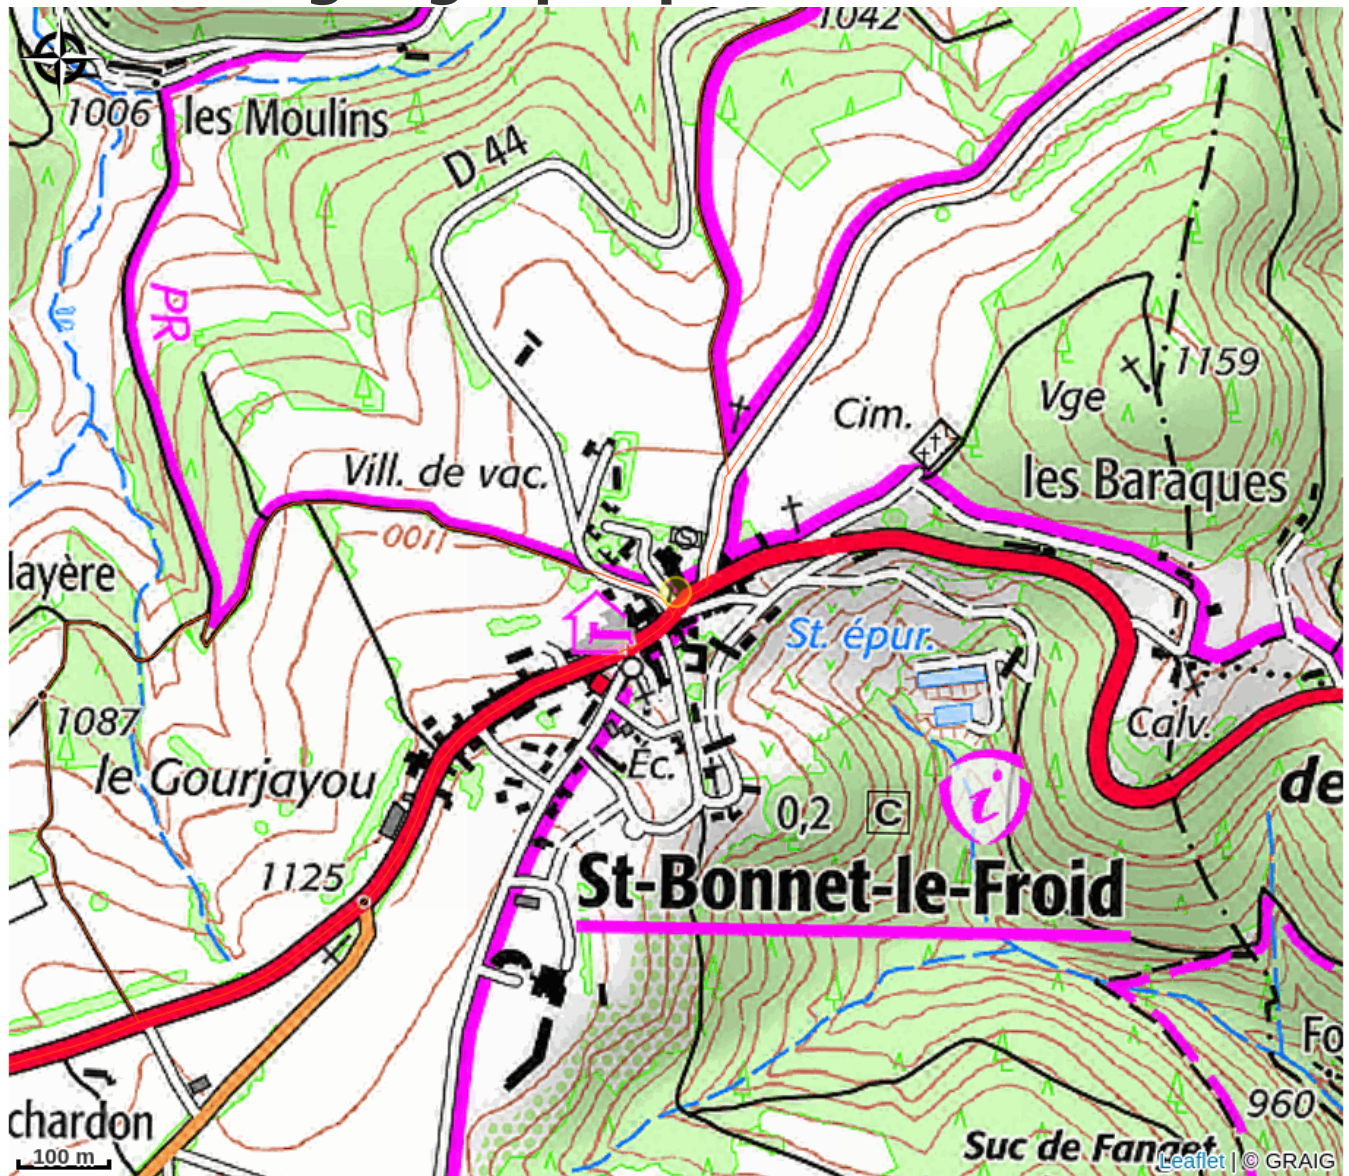 1042
1006
les Moulins
D 44
PR
1159
Vge
Cim.
les Baraques
Vill. de vac.
1100
layère
St. épur.
1087
Calv.
le Gourjayou
Éc.
de
i
0,2 C
1125
St-Bonnet-le-Froid
Fo
960
chardon
Suc de Fanget
100 m
Leaflet | © GRAIG